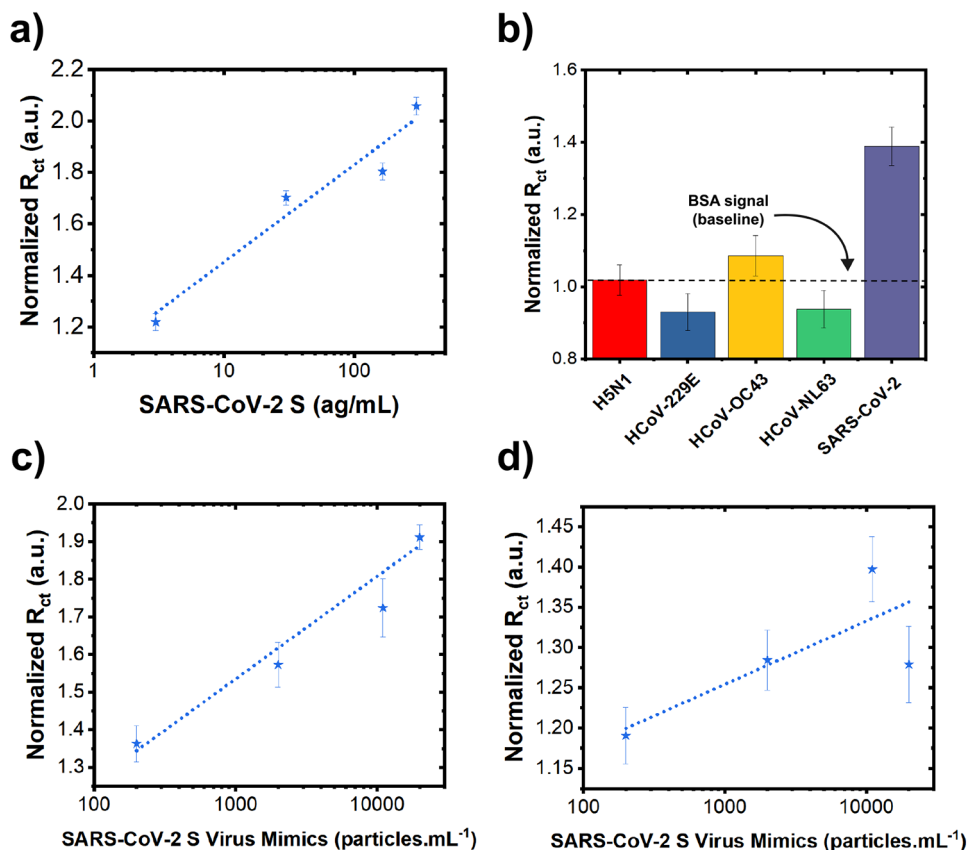 a)
Normalized Rct (a.u.)
2.2
2.0
1.8
1.6
1.4
1.2
1
10
100
SARS-CoV-2 S (ag/mL)
b)
Normalized Rct (a.u.)
1.6
1.4
1.2
1.0
0.8
BSA signal
(baseline)
H5N1
HCoV-229E
HCoV-OC43
HCoV-NL63
SARS-CoV-2
c)
Normalized Rct (a.u.)
2.0
1.9
1.8
1.7
1.6
1.5
1.4
1.3
100
1000
10000
SARS-CoV-2 S Virus Mimics (particles.mL-1)
d)
Normalized Rct (a.u.)
1.45
1.40
1.35
1.30
1.25
1.20
1.15
100
1000
10000
SARS-CoV-2 S Virus Mimics (particles.mL-1)